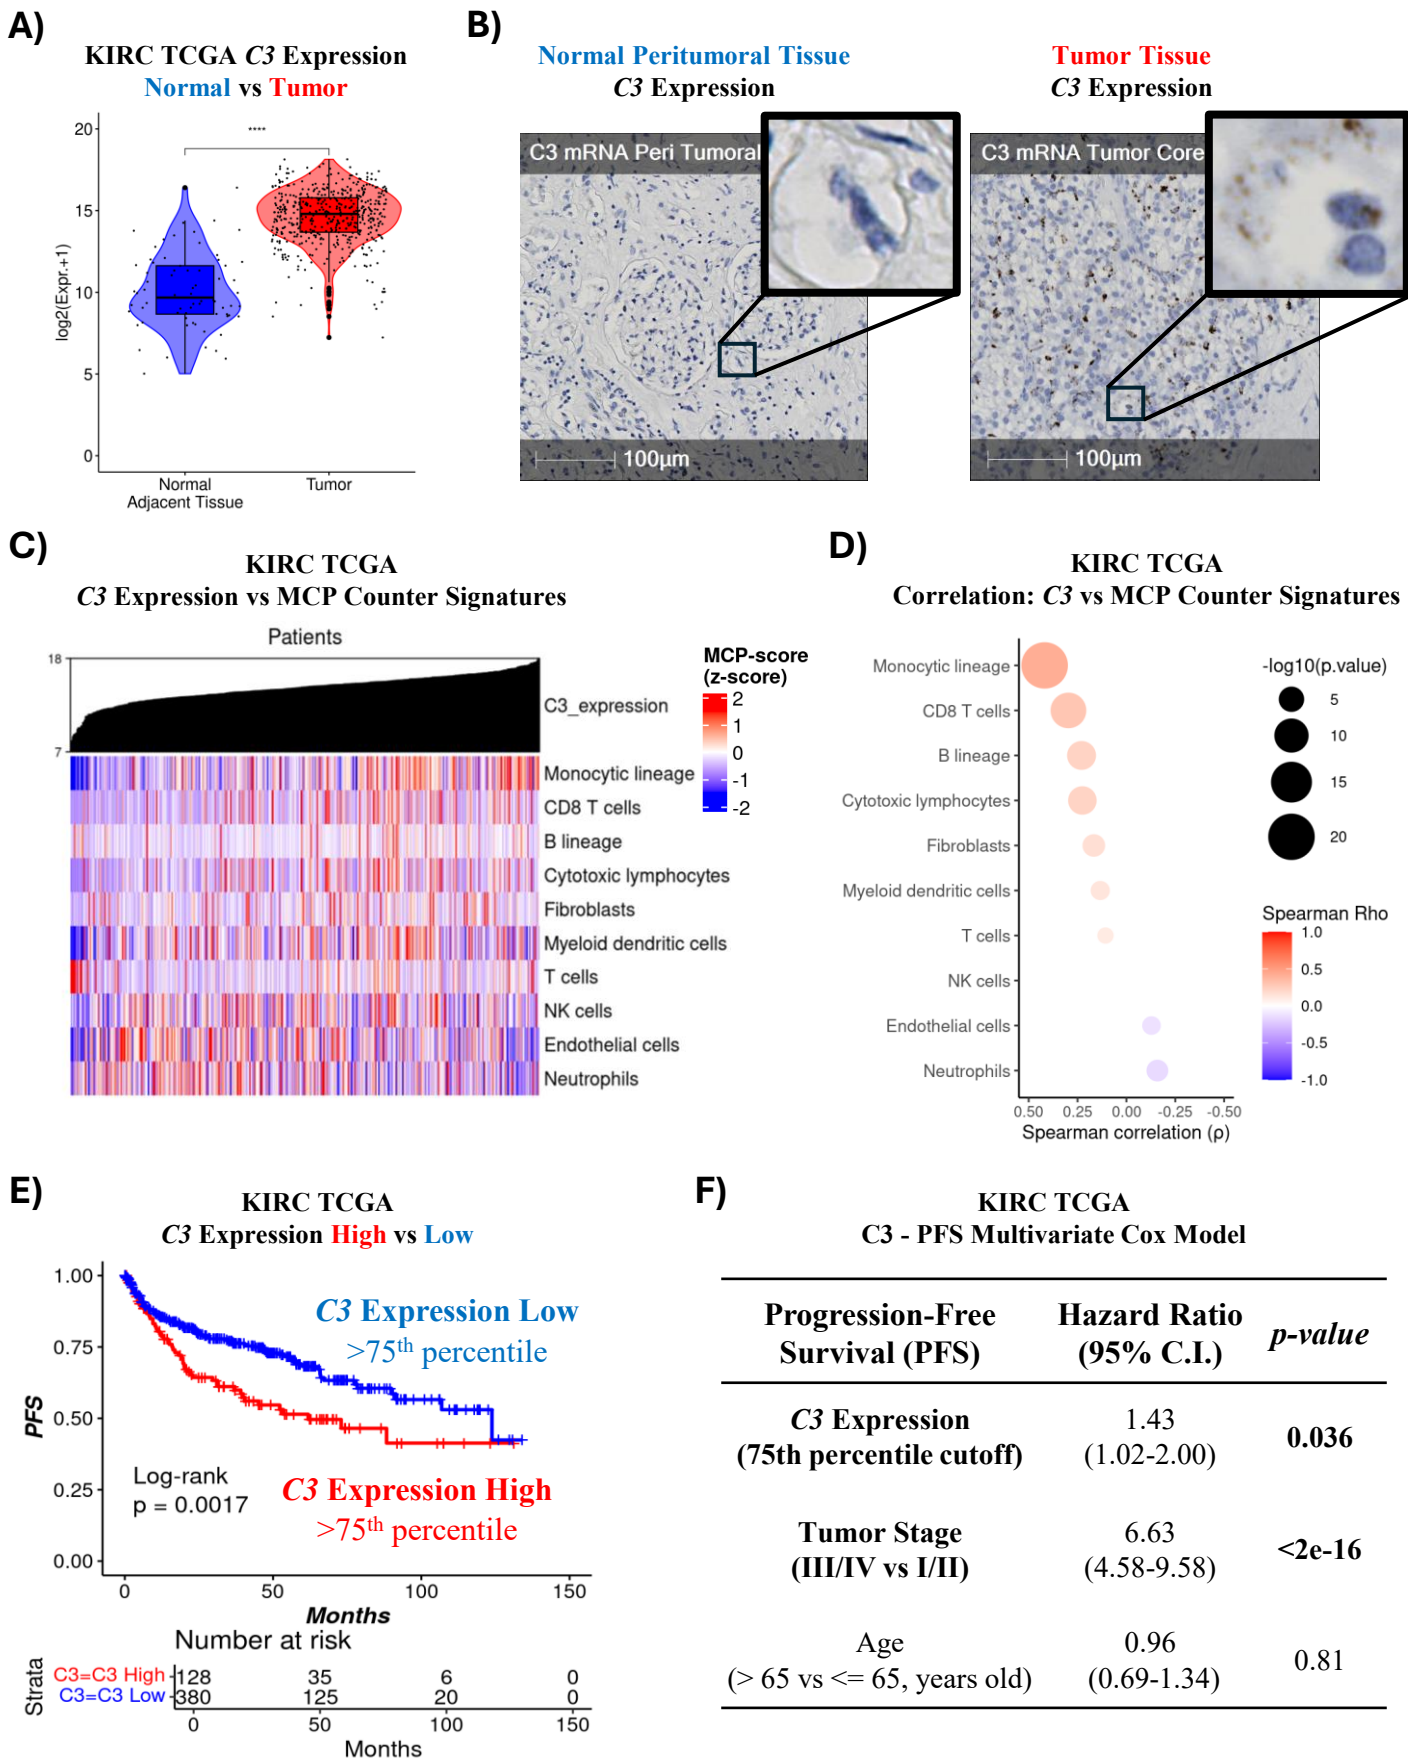 A)
KIRC TCGA C3 Expression
Normal vs Tumor
20
15
10
5
0
log2(Expr.+1)
****
Normal
Adjacent Tissue
Tumor
B)
Normal Peritumoral Tissue
C3 Expression
C3 mRNA Peri Tumoral
100µm
Tumor Tissue
C3 Expression
C3 mRNA Tumor Core
100µm
C)
KIRC TCGA
C3 Expression vs MCP Counter Signatures
Patients
18
7
C3_expression
Monocytic lineage
CD8 T cells
B lineage
Cytotoxic lymphocytes
Fibroblasts
Myeloid dendritic cells
T cells
NK cells
Endothelial cells
Neutrophils
MCP-score
(z-score)
2
1
0
-1
-2
D)
KIRC TCGA
Correlation: C3 vs MCP Counter Signatures
Monocytic lineage
CD8 T cells
B lineage
Cytotoxic lymphocytes
Fibroblasts
Myeloid dendritic cells
T cells
NK cells
Endothelial cells
Neutrophils
0.50 0.25 0.00 -0.25 -0.50
Spearman correlation (ρ)
-log10(p.value)
5
10
15
20
Spearman Rho
1.0
0.5
0.0
-0.5
-1.0
E)
KIRC TCGA
C3 Expression High vs Low
1.00
0.75
0.50
0.25
0.00
PFS
C3 Expression Low
>75th percentile
Log-rank
p = 0.0017
C3 Expression High
>75th percentile
0 50 100 150
Months
Number at risk
Strata
C3=C3 High 128 35 6 0
C3=C3 Low 380 125 20 0
0 50 100 150
Months
F)
KIRC TCGA
C3 - PFS Multivariate Cox Model
Progression-Free
Survival (PFS)
Hazard Ratio
(95% C.I.)
p-value
C3 Expression
(75th percentile cutoff)
1.43
(1.02-2.00)
0.036
Tumor Stage
(III/IV vs I/II)
6.63
(4.58-9.58)
<2e-16
Age
(> 65 vs <= 65, years old)
0.96
(0.69-1.34)
0.81